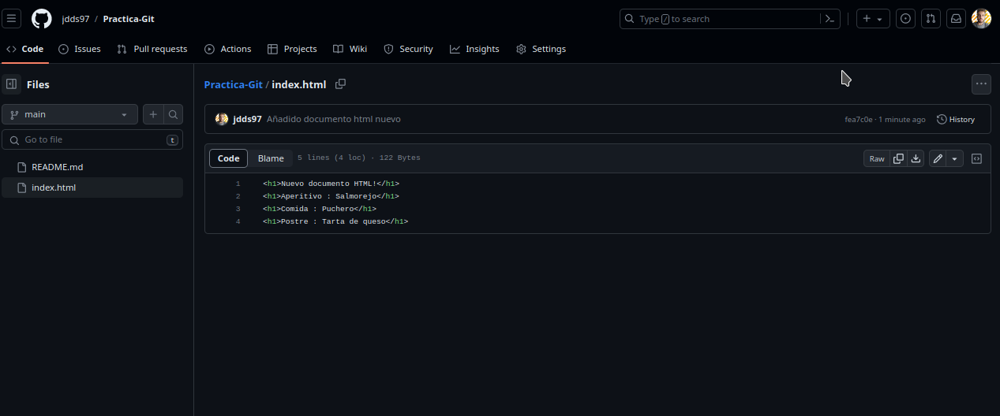 jdds97 / Practica-Git
Type / to search
Code Issues Pull requests Actions Projects Wiki Security Insights Settings
Files
main
Go to file t
README.md
index.html
Practica-Git / index.html
jdds97 Añadido documento html nuevo
fea7c0e · 1 minute ago History
Code Blame 5 lines (4 loc) · 122 Bytes
Raw
1 <h1>Nuevo documento HTML!</h1>
2 <h1>Aperitivo : Salmorejo</h1>
3 <h1>Comida : Puchero</h1>
4 <h1>Postre : Tarta de queso</h1>